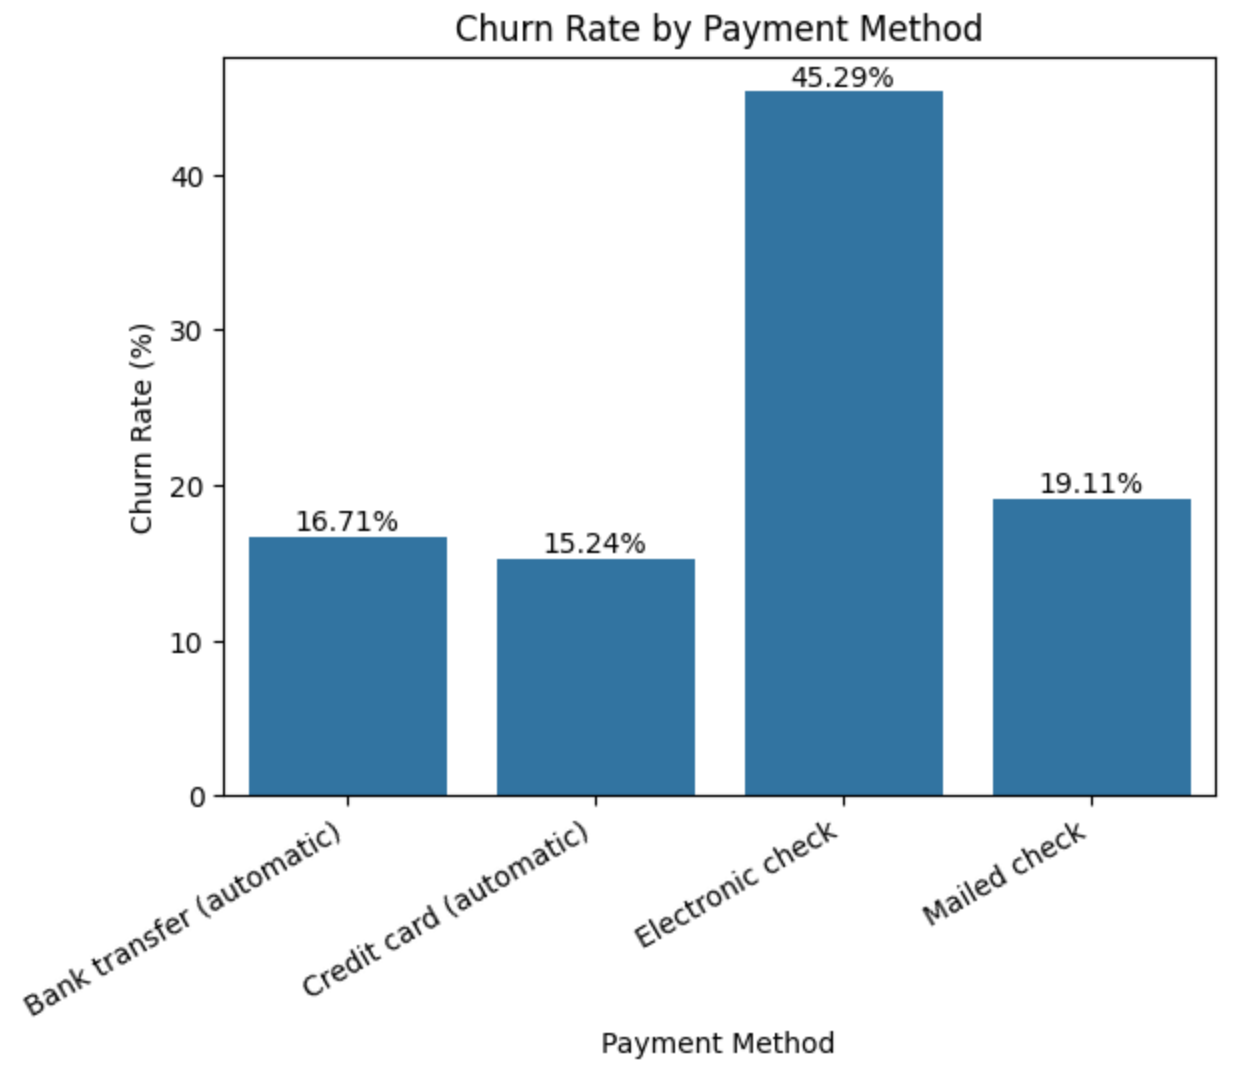 Churn Rate by Payment Method
45.29%
40
30
Churn Rate (%)
20
19.11%
16.71%
15.24%
10
0
Bank transfer (automatic)
Credit card (automatic)
Electronic check
Mailed check
Payment Method